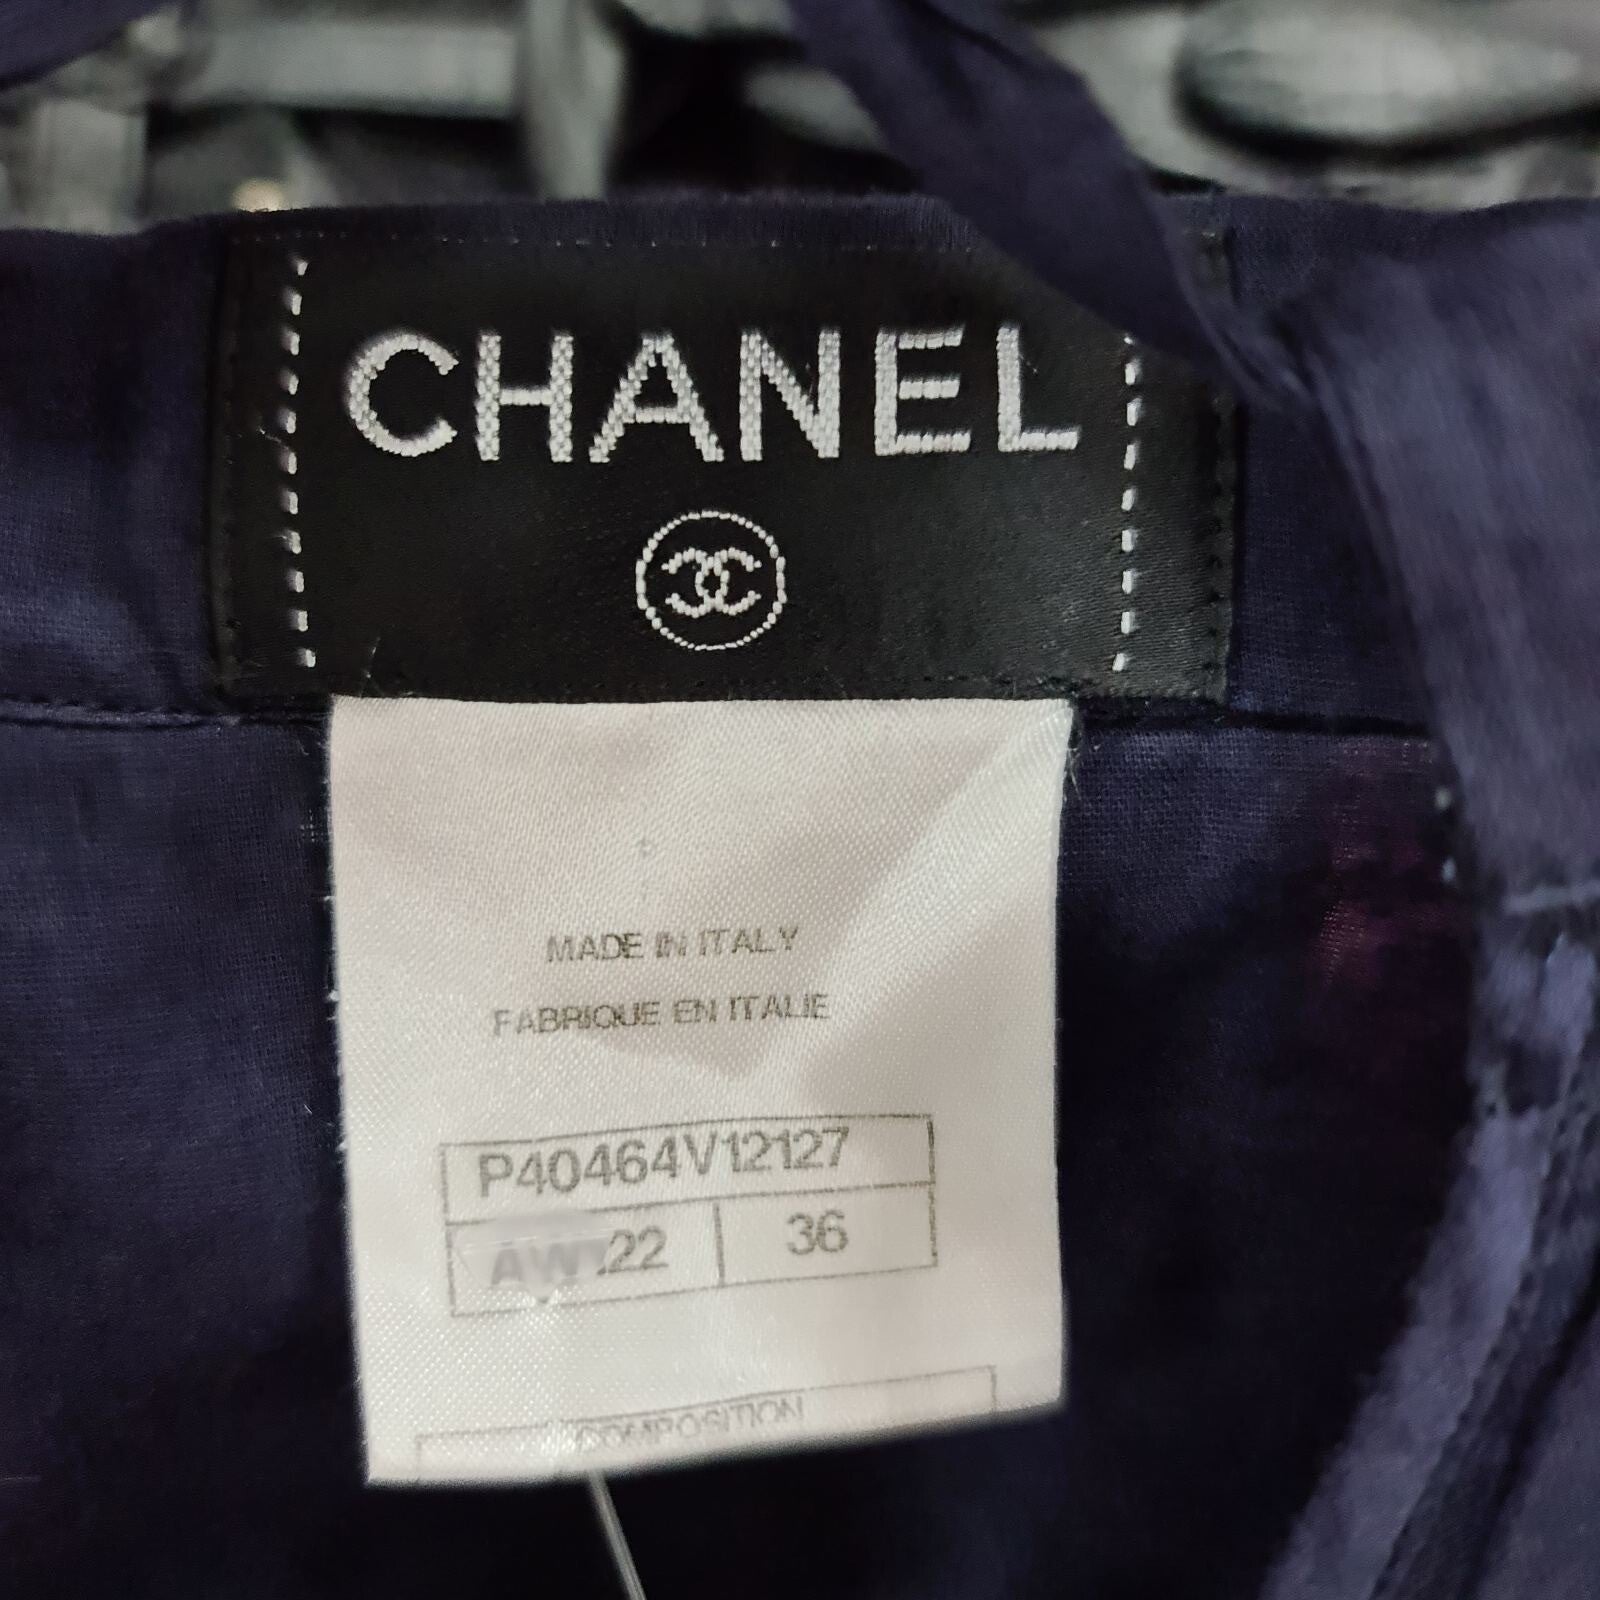 CHANEL
MADE IN ITALY
FABRIQUE EN ITALIE
P40464V12127
22 36
COMPOSITION